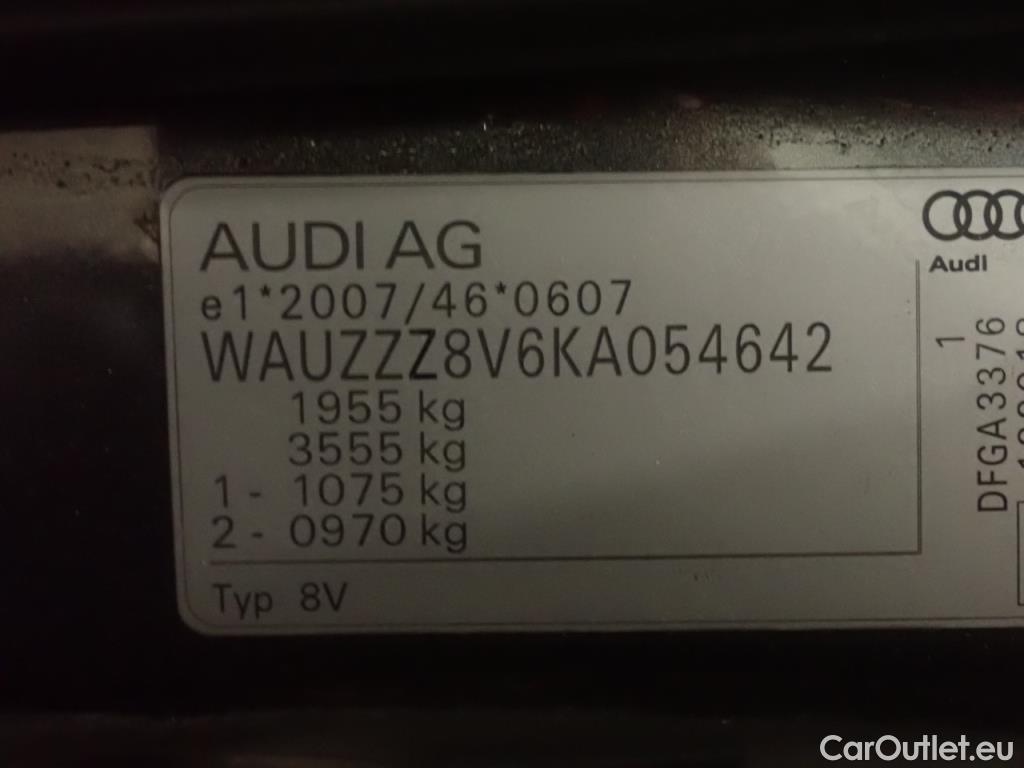 AUDI AG
e1*2007/46*0607
WAUZZZ8V6KA054642
1955 kg
3555 kg
1 - 1075 kg
2 - 0970 kg
Typ 8V
Audi
1
DFGA3376
CarOutlet.eu